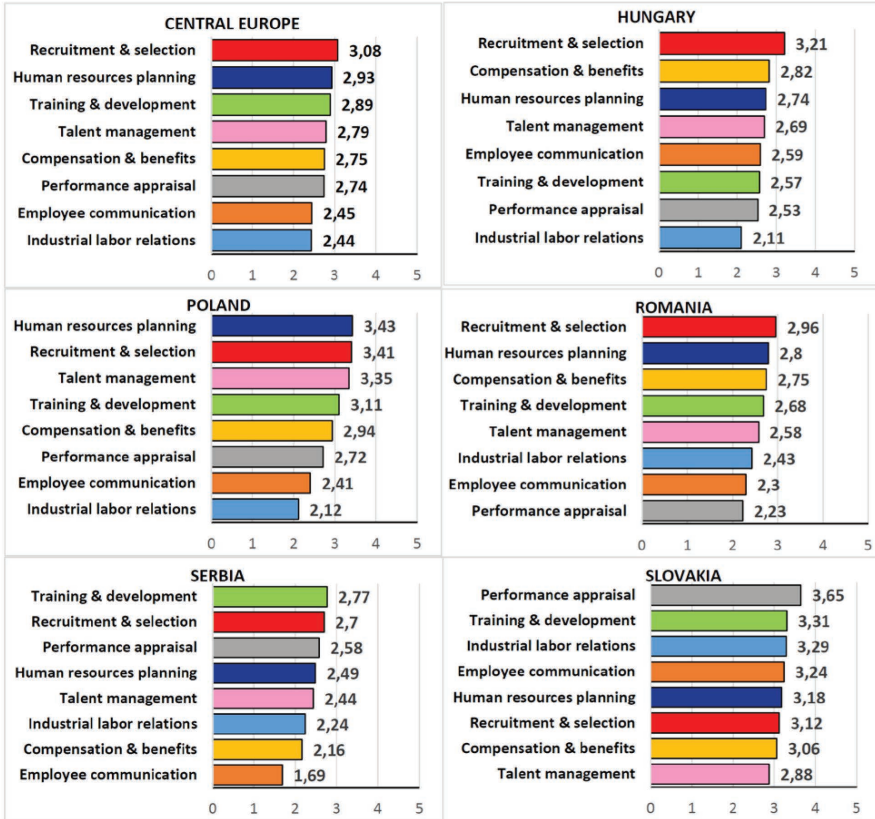 CENTRAL EUROPE
Recruitment & selection 3,08
Human resources planning 2,93
Training & development 2,89
Talent management 2,79
Compensation & benefits 2,75
Performance appraisal 2,74
Employee communication 2,45
Industrial labor relations 2,44
0 1 2 3 4 5
HUNGARY
Recruitment & selection 3,21
Compensation & benefits 2,82
Human resources planning 2,74
Talent management 2,69
Employee communication 2,59
Training & development 2,57
Performance appraisal 2,53
Industrial labor relations 2,11
0 1 2 3 4 5
POLAND
Human resources planning 3,43
Recruitment & selection 3,41
Talent management 3,35
Training & development 3,11
Compensation & benefits 2,94
Performance appraisal 2,72
Employee communication 2,41
Industrial labor relations 2,12
0 1 2 3 4 5
ROMANIA
Recruitment & selection 2,96
Human resources planning 2,8
Compensation & benefits 2,75
Training & development 2,68
Talent management 2,58
Industrial labor relations 2,43
Employee communication 2,3
Performance appraisal 2,23
0 1 2 3 4 5
SERBIA
Training & development 2,77
Recruitment & selection 2,7
Performance appraisal 2,58
Human resources planning 2,49
Talent management 2,44
Industrial labor relations 2,24
Compensation & benefits 2,16
Employee communication 1,69
0 1 2 3 4 5
SLOVAKIA
Performance appraisal 3,65
Training & development 3,31
Industrial labor relations 3,29
Employee communication 3,24
Human resources planning 3,18
Recruitment & selection 3,12
Compensation & benefits 3,06
Talent management 2,88
0 1 2 3 4 5